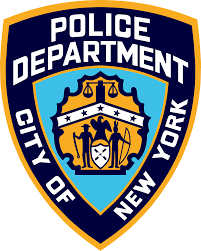 POLICE
DEPARTMENT
CITY OF
NEW YORK